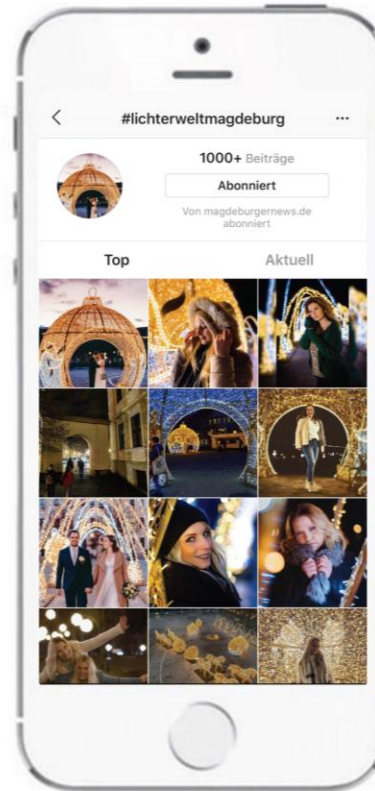 #lichterweltmagdeburg
1000+ Beiträge
Abonniert
Von magdeburgernews.de
abonniert
Top
Aktuell